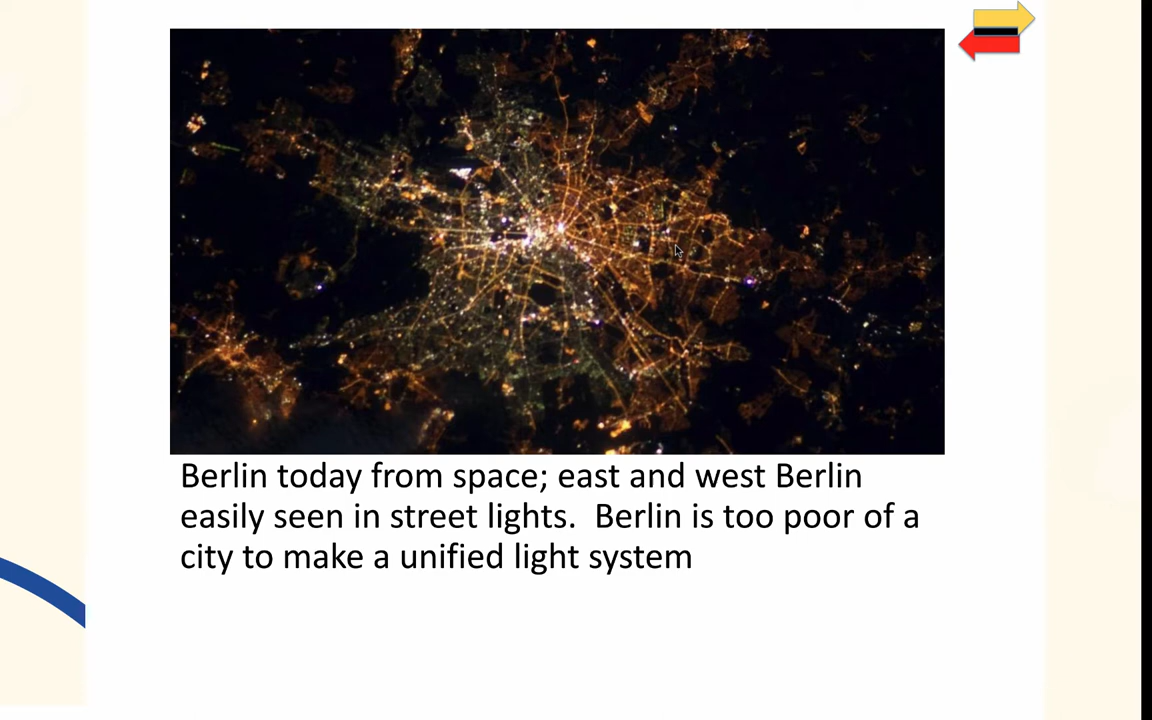 Berlin today from space; east and west Berlin
easily seen in street lights.  Berlin is too poor of a
city to make a unified light system